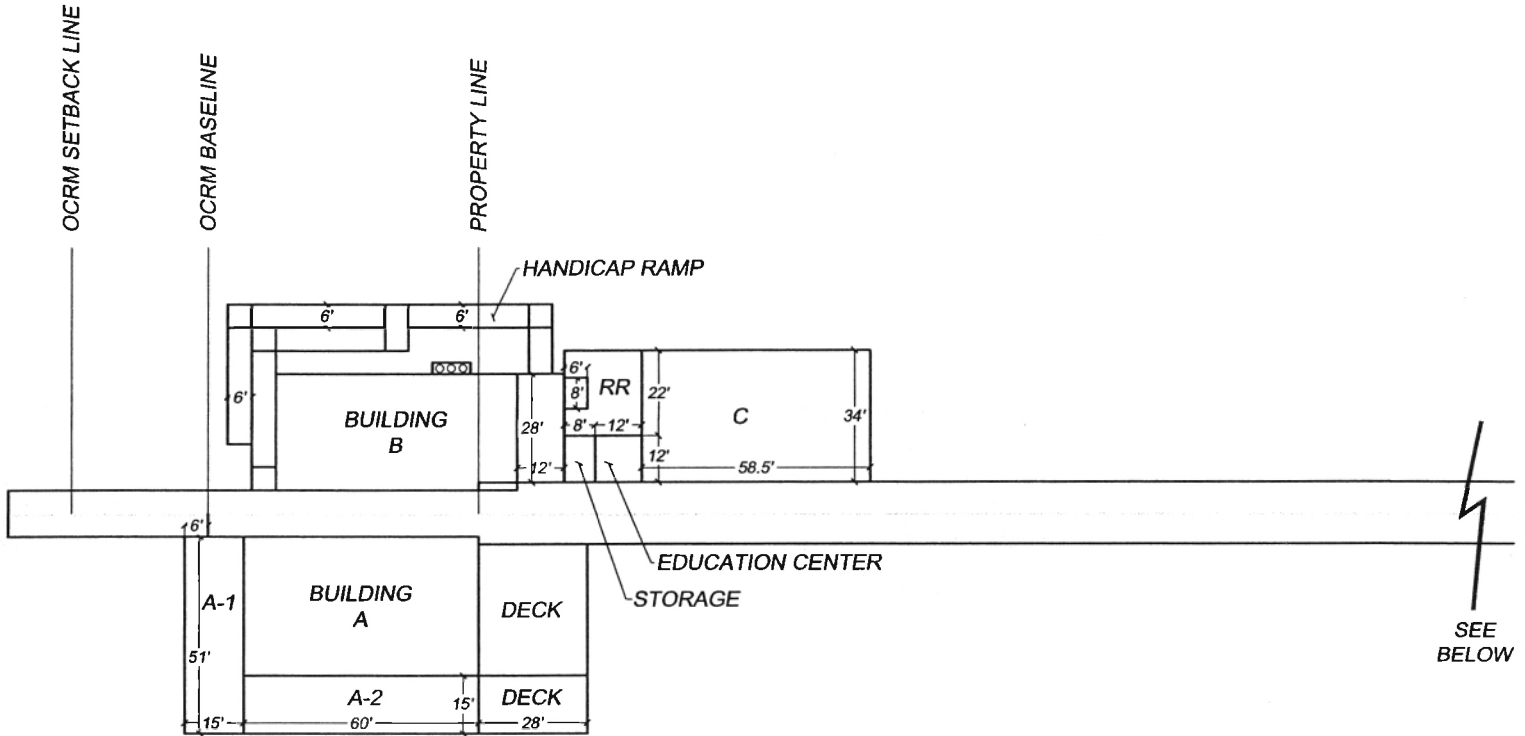 OCRM SETBACK LINE
OCRM BASELINE
PROPERTY LINE
HANDICAP RAMP
6'
6'
6'
BUILDING
B
28'
12'
6'
8'
RR
8'
12'
22'
12'
C
34'
58.5'
6'
EDUCATION CENTER
STORAGE
A-1
BUILDING
A
DECK
51'
A-2
15'
DECK
15'
60'
28'
SEE
BELOW